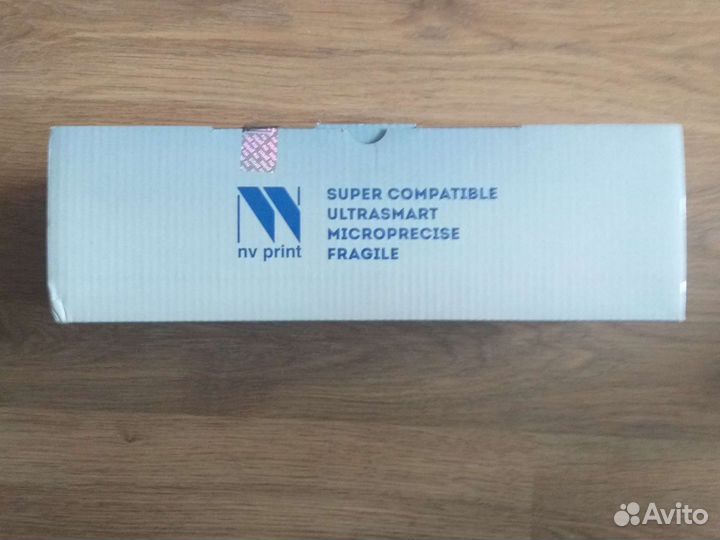 SUPER COMPATIBLE
ULTRASMART
MICROPRECISE
FRAGILE
nv print
Avito